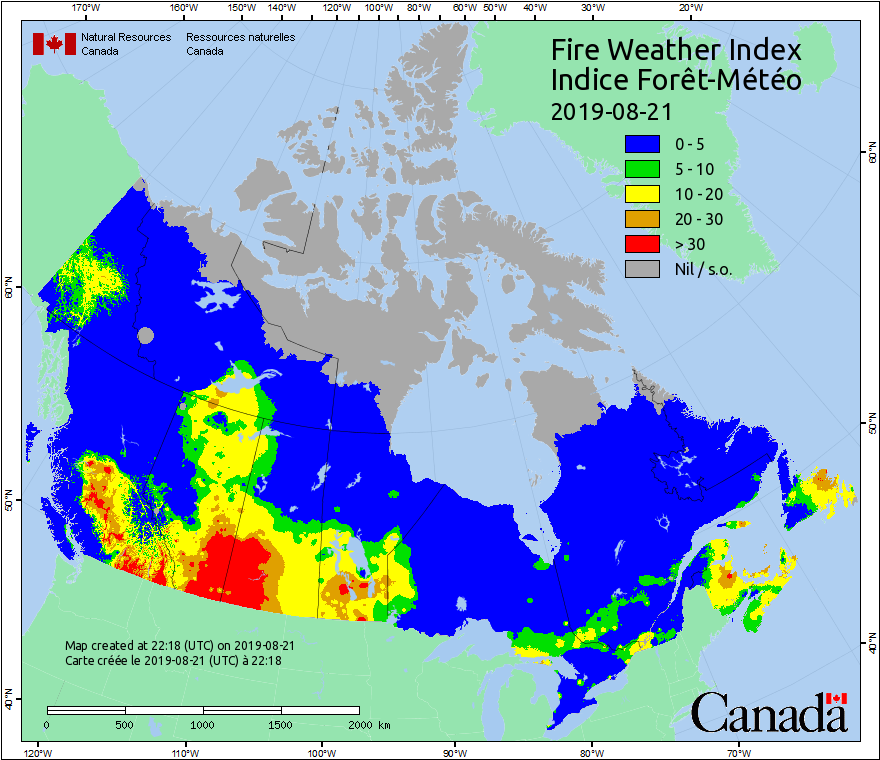 170°W 160°W 150°W 140°W 130°W 120°W 110°W 100°W 90°W 80°W 70°W 60°W 50°W 40°W 30°W 20°W
Natural Resources Ressources naturelles
Canada Canada
Fire Weather Index
Indice Forêt-Météo
2019-08-21
0 - 5
5 - 10
10 - 20
20 - 30
> 30
Nil / s.o.
60°N
60°N
50°N
50°N
40°N
40°N
Map created at 22:18 (UTC) on 2019-08-21
Carte créée le 2019-08-21 (UTC) à 22:18
0 500 1000 1500 2000 km
Canada
120°W 110°W 100°W 90°W 80°W 70°W